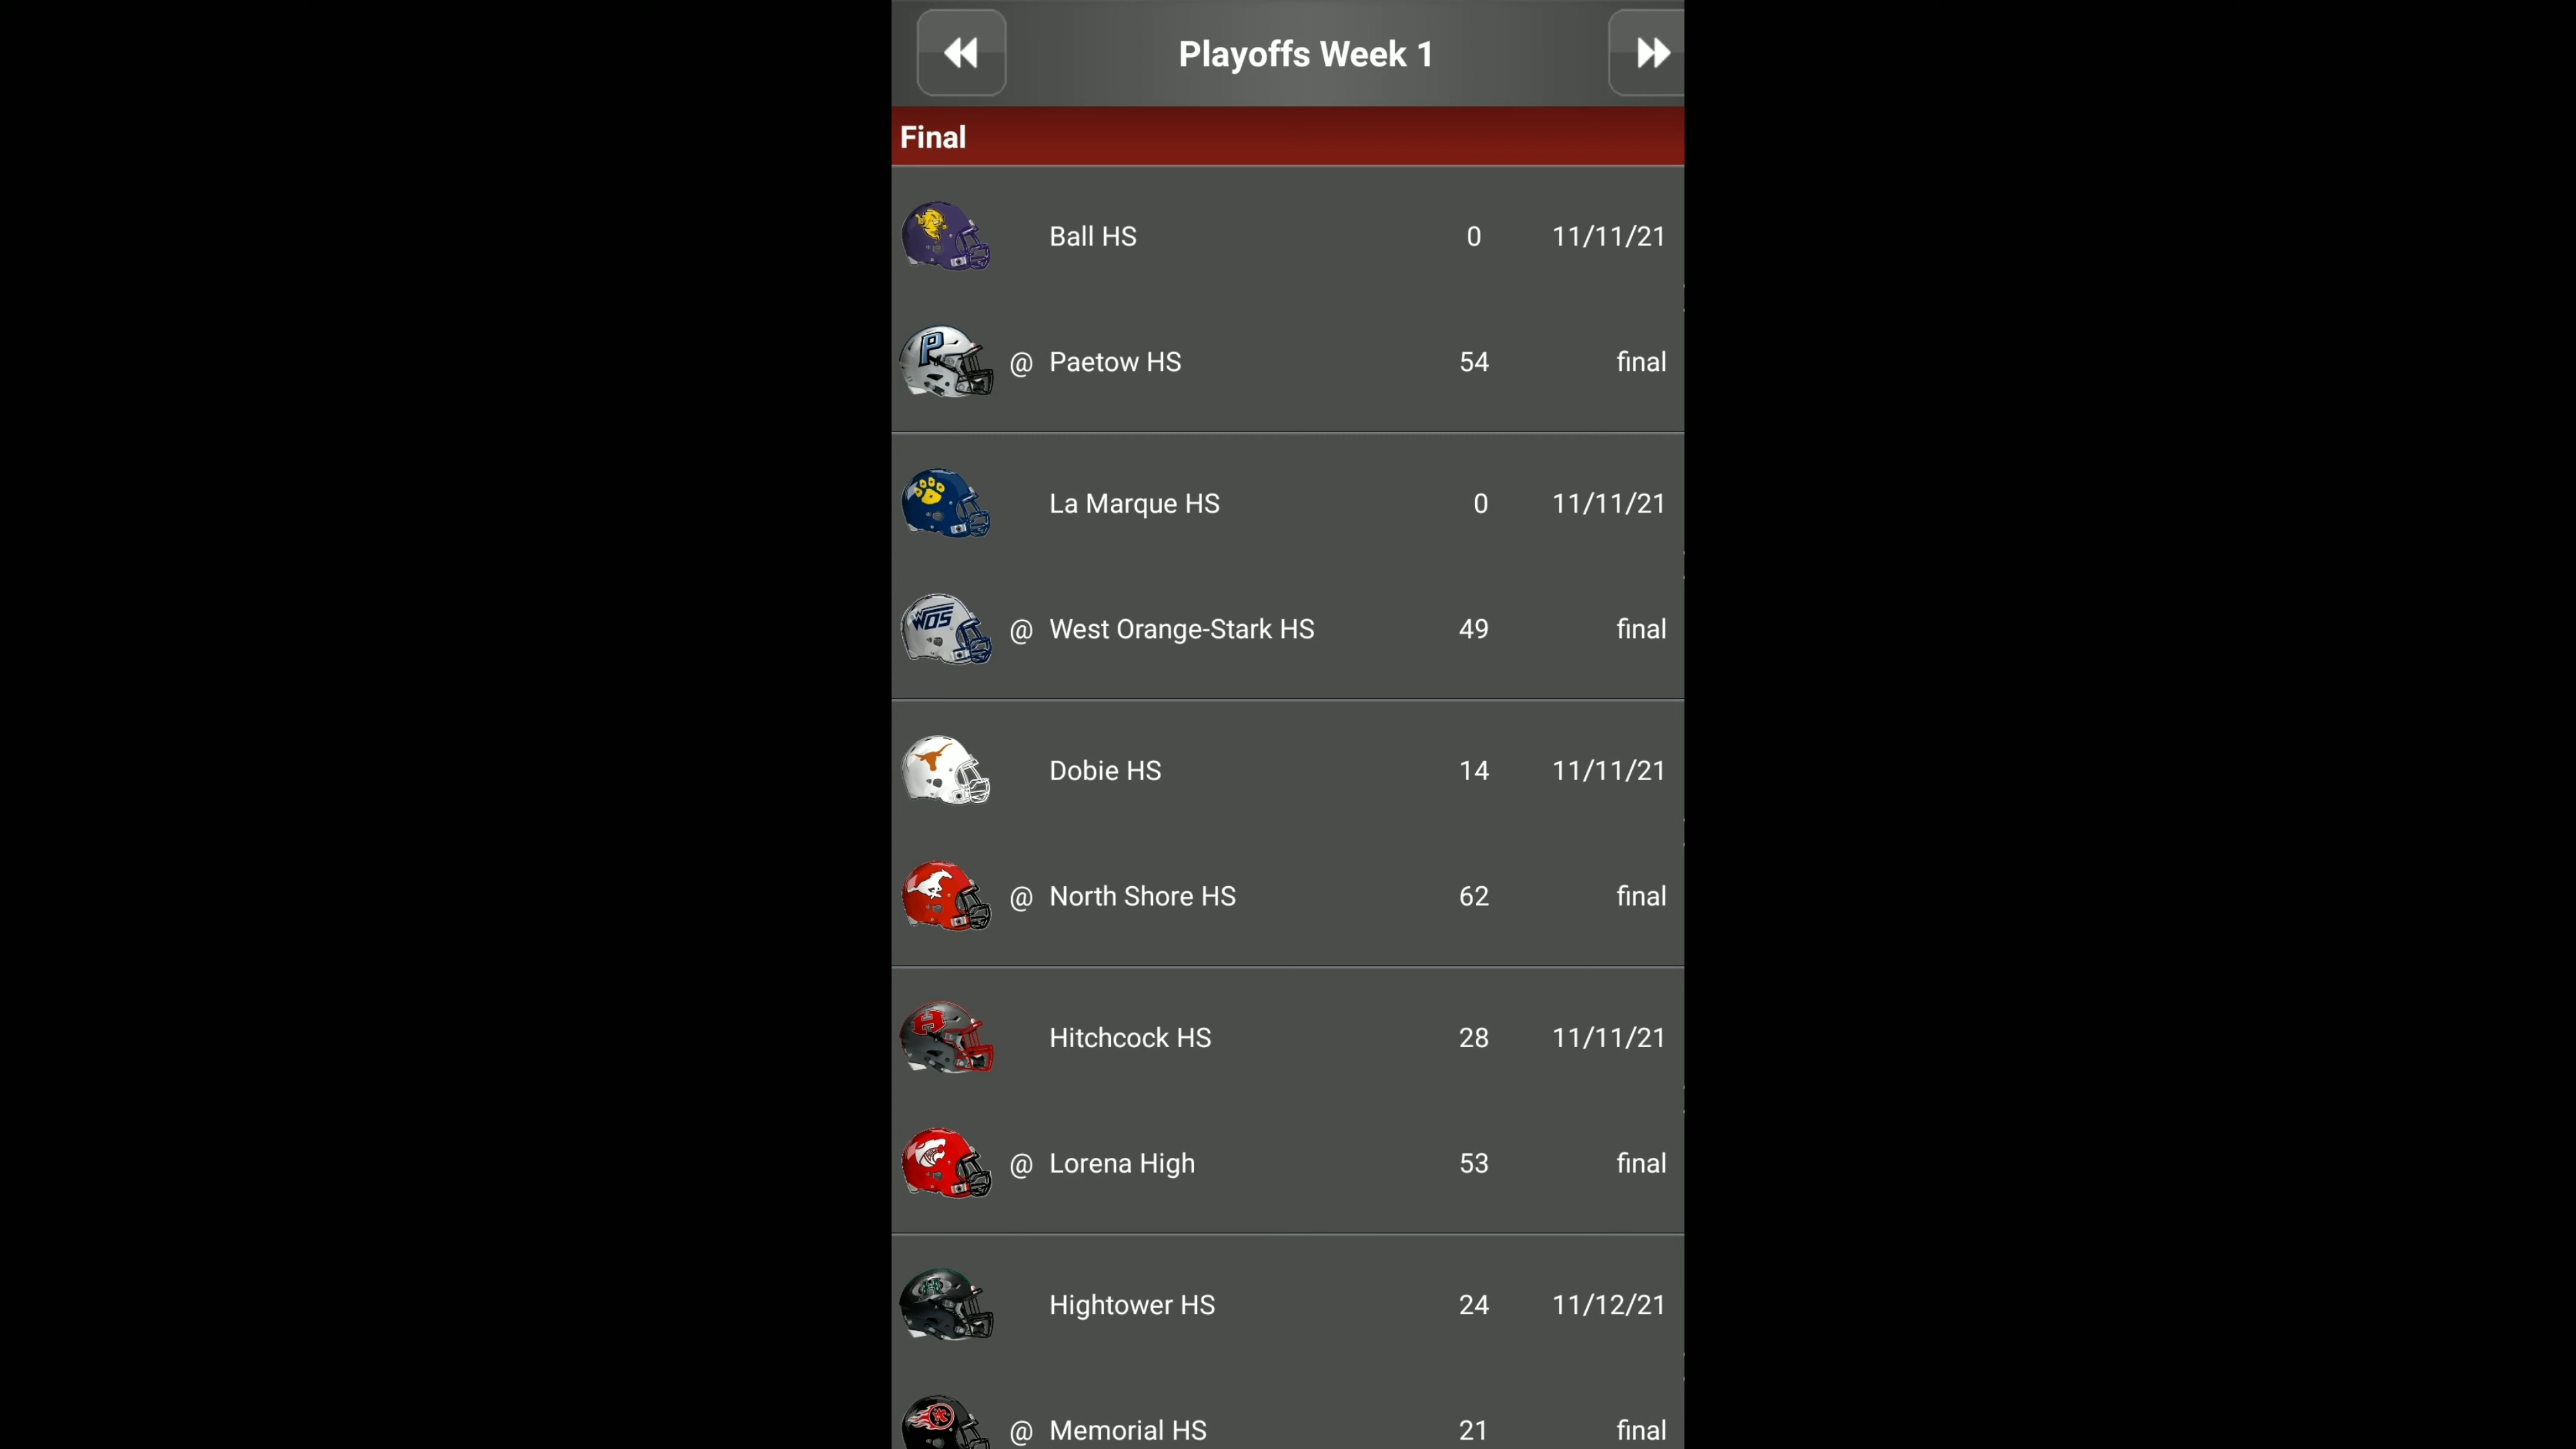 Playoffs Week 1
Final
Ball HS 0 11/11/21
P
@ Paetow HS 54 final
La Marque HS 0 11/11/21
WOS
@ West Orange-Stark HS 49 final
Dobie HS 14 11/11/21
@ North Shore HS 62 final
H
Hitchcock HS 28 11/11/21
@ Lorena High 53 final
Hightower HS 24 11/12/21
@ Memorial HS 21 final